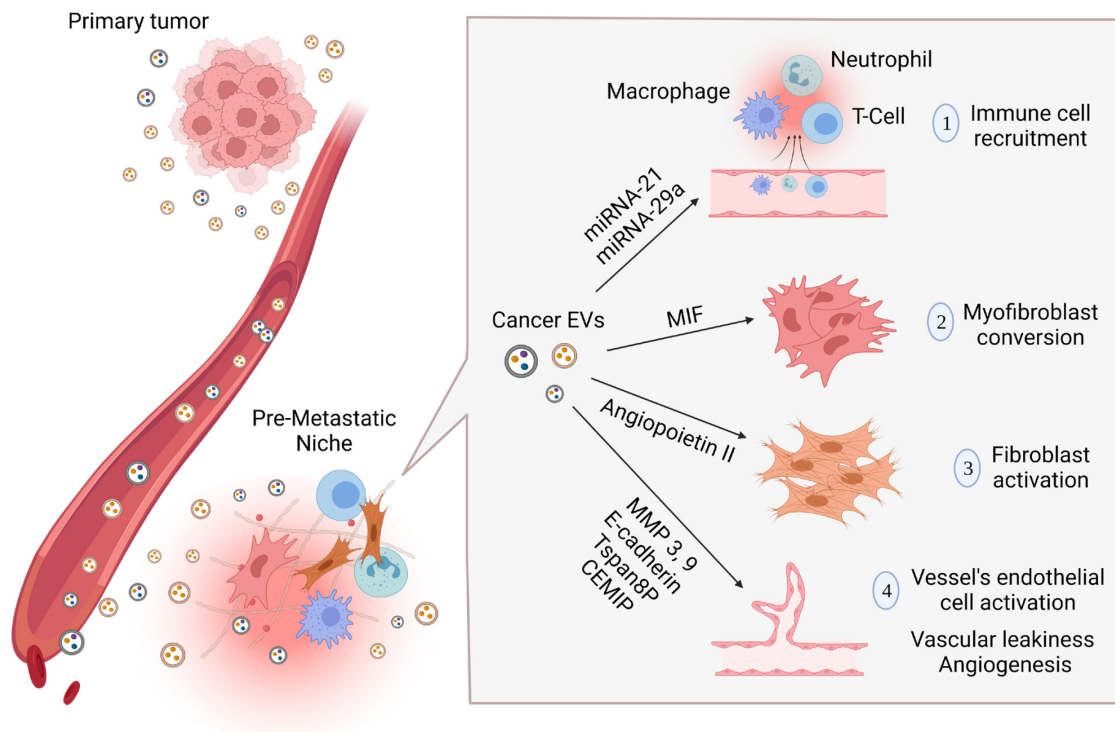 Primary tumor
Pre-Metastatic
Niche
Macrophage
Neutrophil
T-Cell
1
Immune cell
recruitment
miRNA-21
miRNA-29a
Cancer EVs
MIF
2
Myofibroblast
conversion
Angiopoietin II
3
Fibroblast
activation
MMP 3, 9
E-cadherin
Tspan8P
CEMIP
4
Vessel's endothelial
cell activation
Vascular leakiness
Angiogenesis